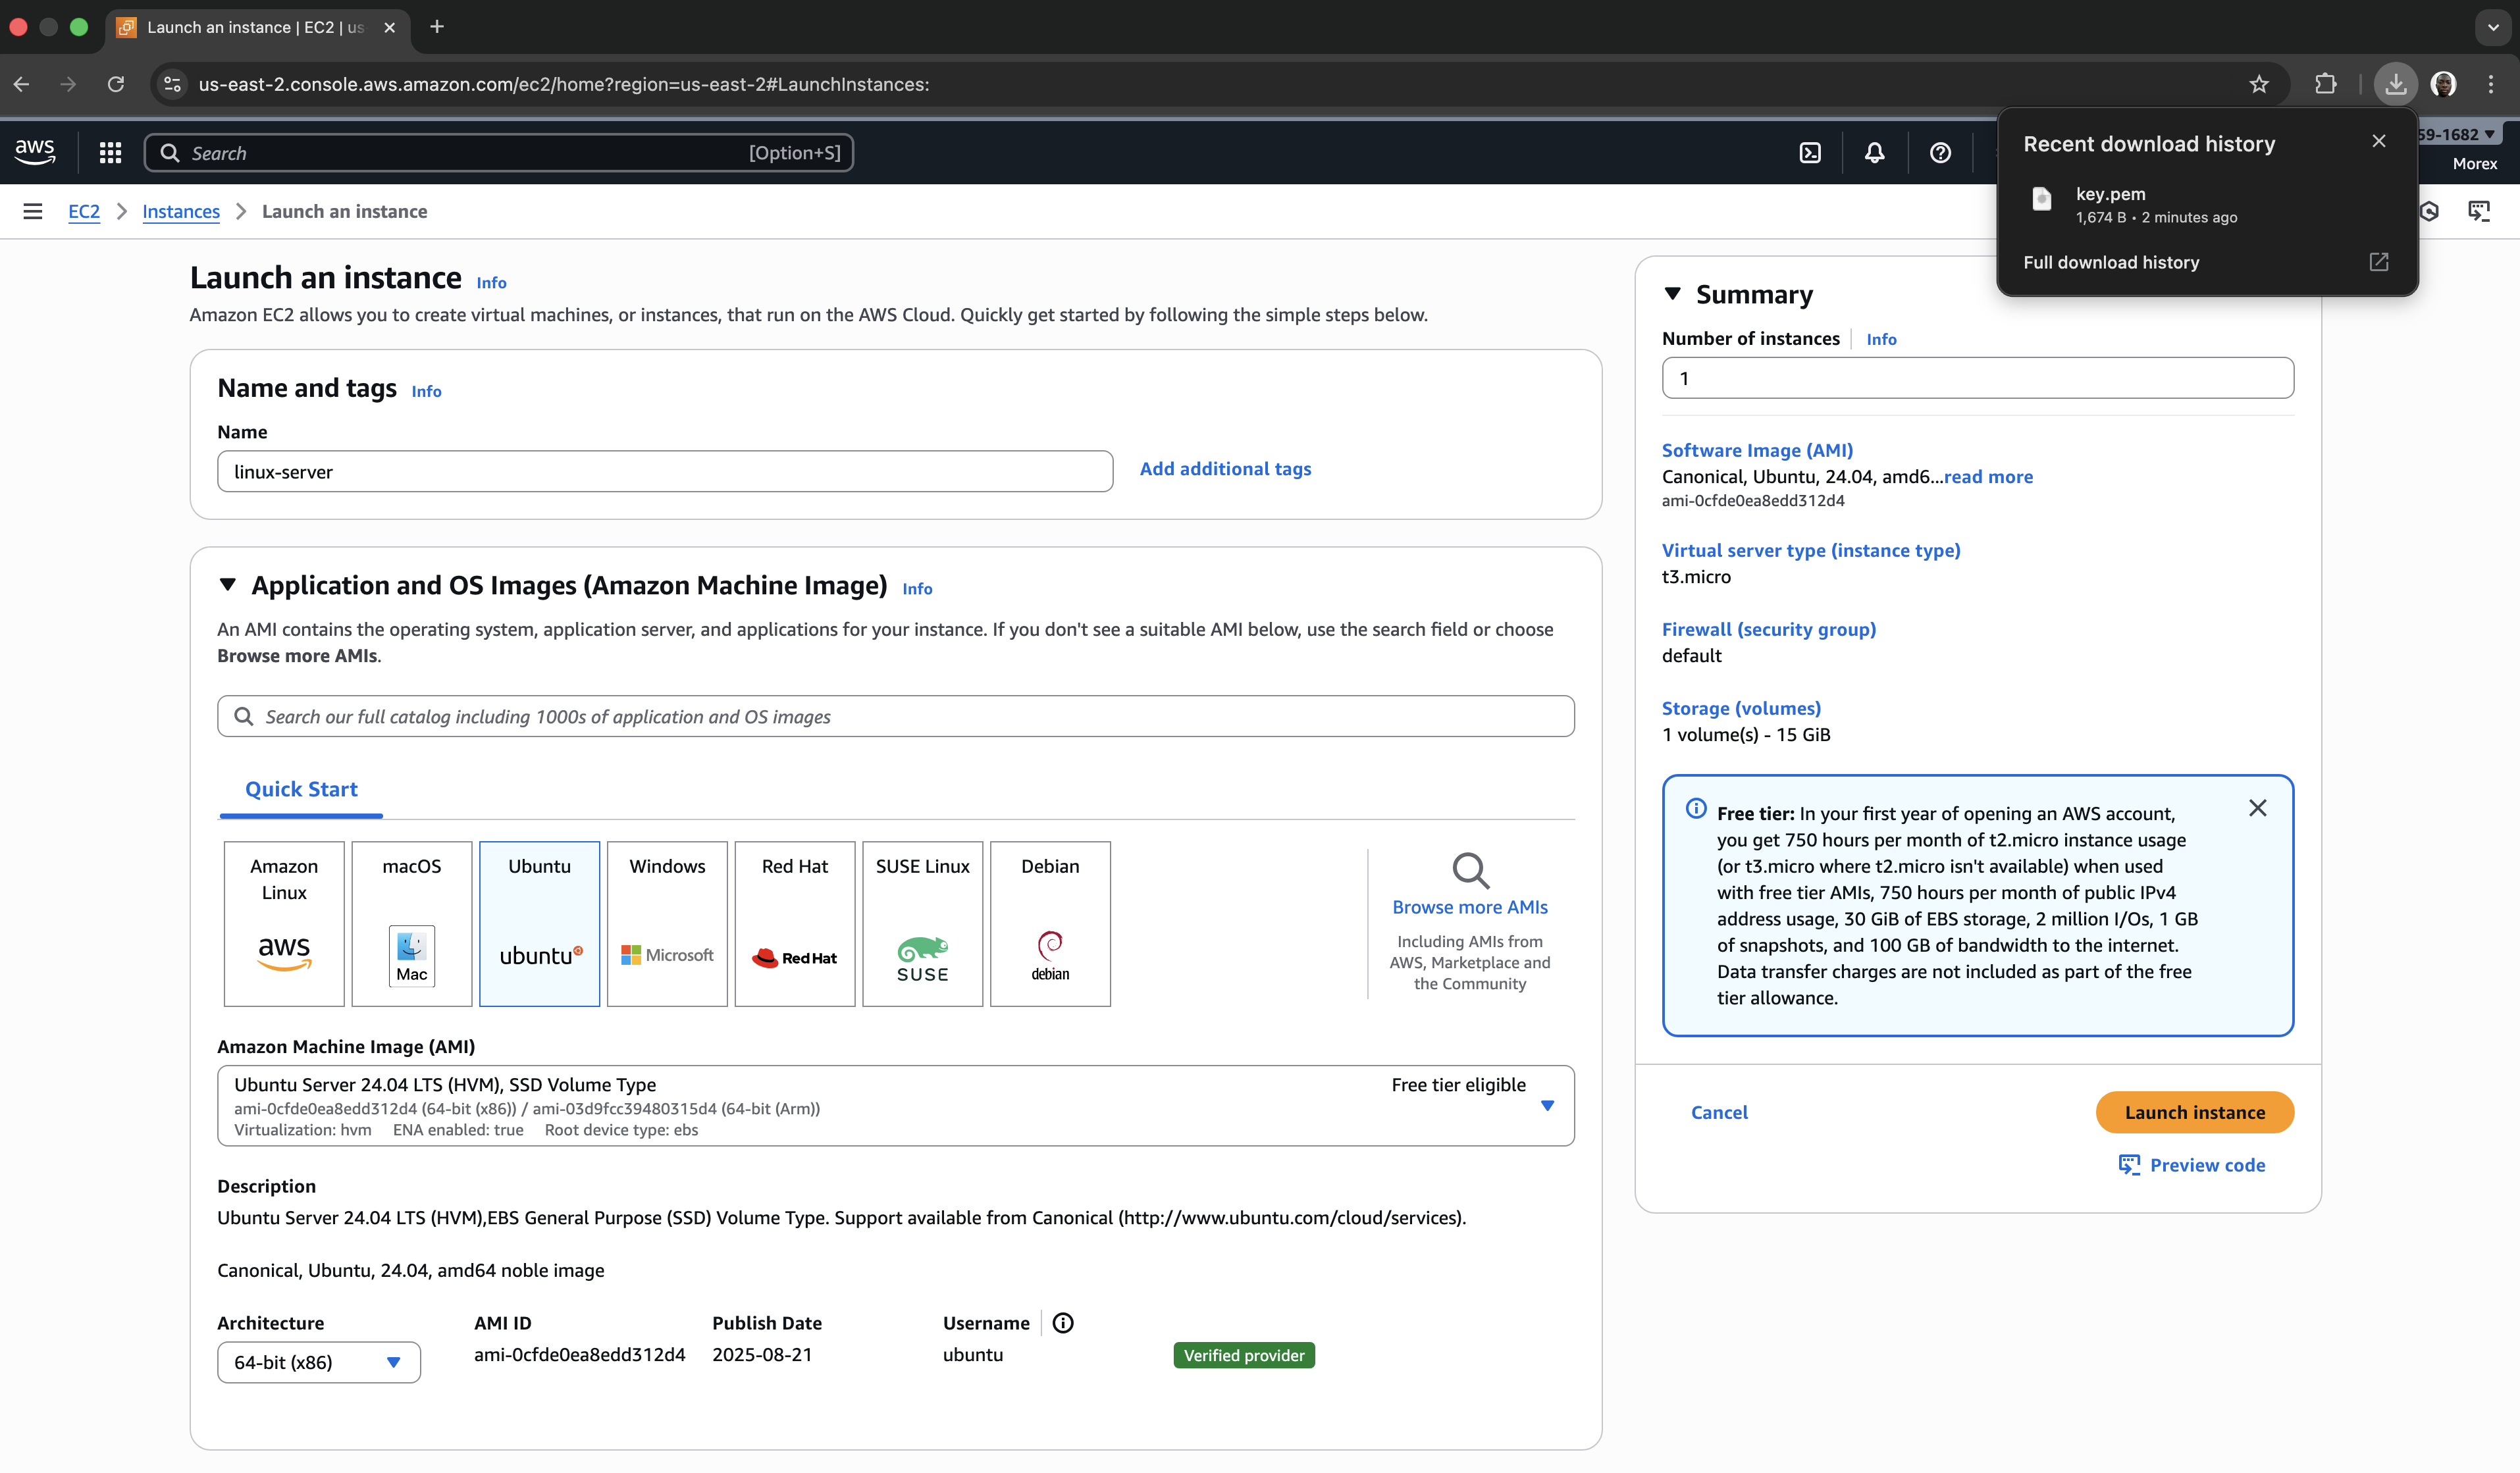 Launch an instance | EC2 | us
us-east-2.console.aws.amazon.com/ec2/home?region=us-east-2#LaunchInstances:
aws
Search
[Option+S]
59-1682
Morex
Recent download history
key.pem
1,674 B • 2 minutes ago
Full download history
EC2
Instances
Launch an instance
Launch an instance Info
Amazon EC2 allows you to create virtual machines, or instances, that run on the AWS Cloud. Quickly get started by following the simple steps below.
Name and tags Info
Name
linux-server
Add additional tags
Application and OS Images (Amazon Machine Image) Info
An AMI contains the operating system, application server, and applications for your instance. If you don't see a suitable AMI below, use the search field or choose
Browse more AMIs.
Search our full catalog including 1000s of application and OS images
Quick Start
Amazon
Linux
aws
macOS
Mac
Ubuntu
ubuntu
Windows
Microsoft
Red Hat
Red Hat
SUSE Linux
SUSE
Debian
debian
Browse more AMIs
Including AMIs from
AWS, Marketplace and
the Community
Amazon Machine Image (AMI)
Ubuntu Server 24.04 LTS (HVM), SSD Volume Type
Free tier eligible
ami-0cfde0ea8edd312d4 (64-bit (x86)) / ami-03d9fcc39480315d4 (64-bit (Arm))
Virtualization: hvm ENA enabled: true Root device type: ebs
Description
Ubuntu Server 24.04 LTS (HVM),EBS General Purpose (SSD) Volume Type. Support available from Canonical (http://www.ubuntu.com/cloud/services).
Canonical, Ubuntu, 24.04, amd64 noble image
Architecture
64-bit (x86)
AMI ID
ami-0cfde0ea8edd312d4
Publish Date
2025-08-21
Username
ubuntu
Verified provider
Summary
Number of instances Info
1
Software Image (AMI)
Canonical, Ubuntu, 24.04, amd6...read more
ami-0cfde0ea8edd312d4
Virtual server type (instance type)
t3.micro
Firewall (security group)
default
Storage (volumes)
1 volume(s) - 15 GiB
Free tier: In your first year of opening an AWS account,
you get 750 hours per month of t2.micro instance usage
(or t3.micro where t2.micro isn't available) when used
with free tier AMIs, 750 hours per month of public IPv4
address usage, 30 GiB of EBS storage, 2 million I/Os, 1 GB
of snapshots, and 100 GB of bandwidth to the internet.
Data transfer charges are not included as part of the free
tier allowance.
Cancel
Launch instance
Preview code